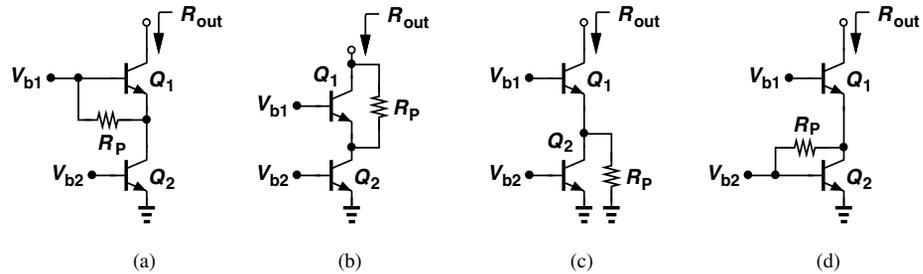 R_out
V_b1
Q_1
R_P
V_b2
Q_2
(a)
R_out
Q_1
V_b1
R_P
V_b2
Q_2
(b)
R_out
V_b1
Q_1
Q_2
V_b2
R_P
(c)
R_out
V_b1
Q_1
R_P
V_b2
Q_2
(d)